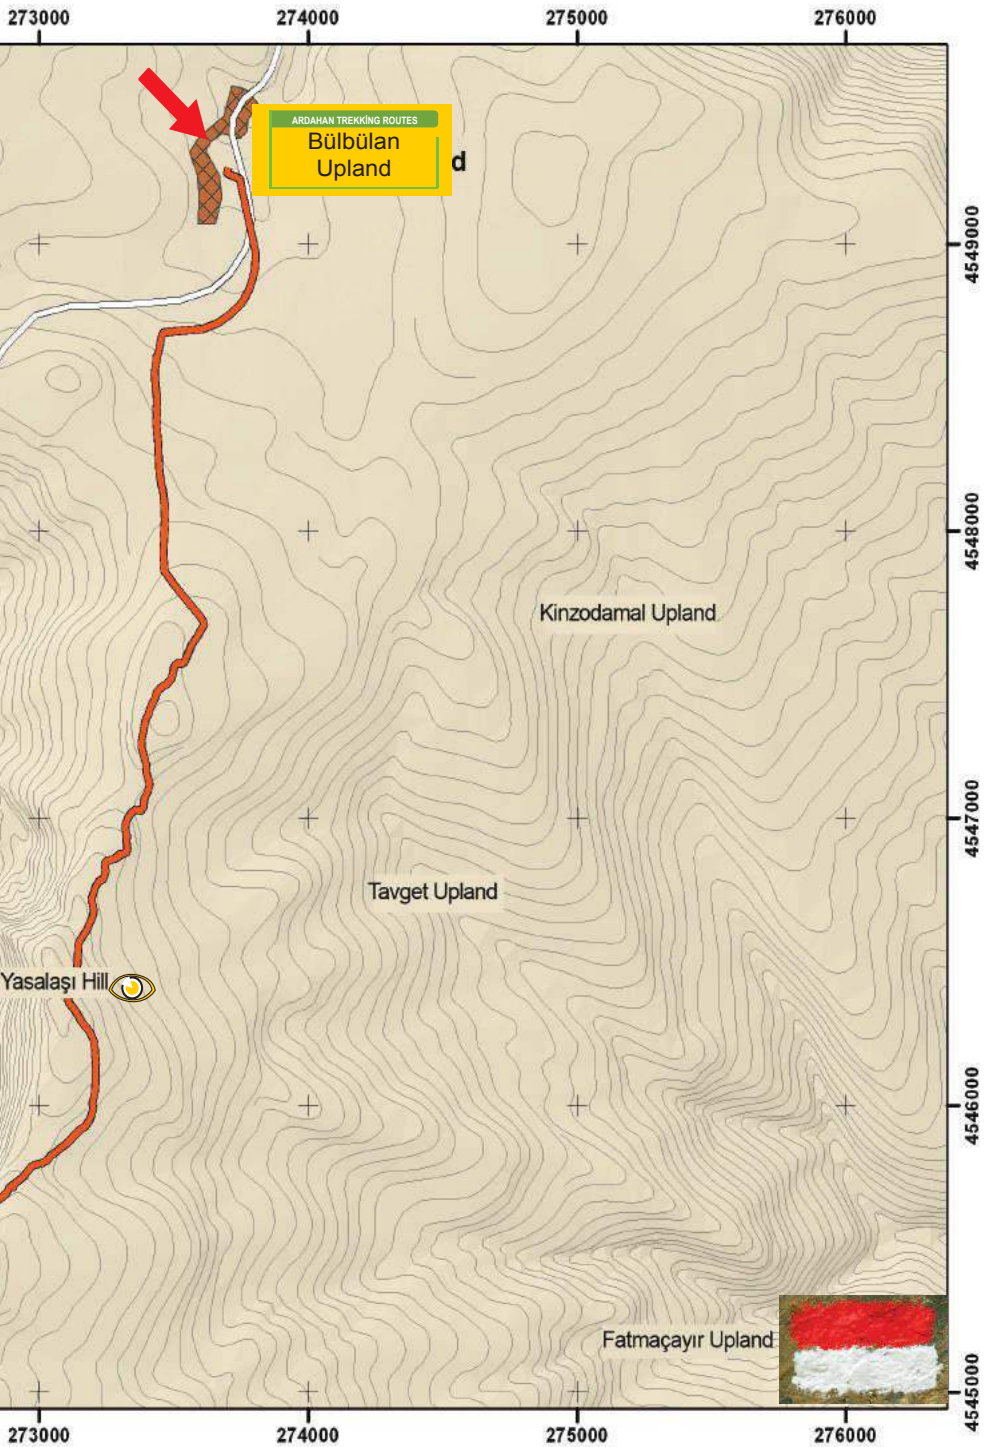 273000
274000
275000
276000
ARDAHAN TREKKİNG ROUTES
Bülbülan
Upland
d
4549000
4548000
Kinzodamal Upland
4547000
Tavget Upland
Yasalaşı Hill
4546000
Fatmaçayır Upland
4545000
273000
274000
275000
276000